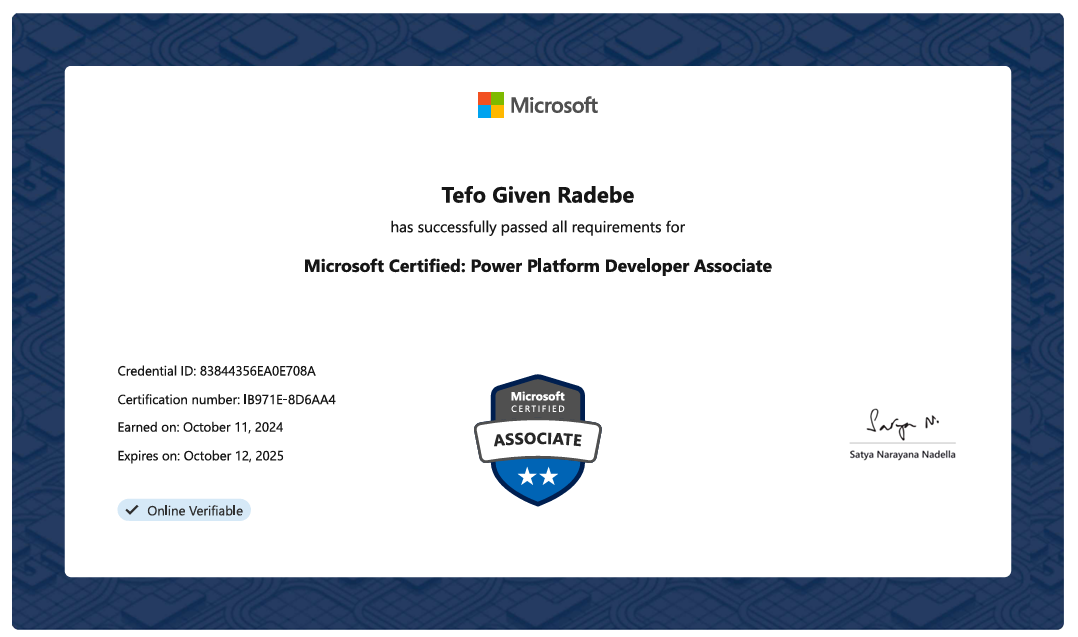 Microsoft
Tefo Given Radebe
has successfully passed all requirements for
Microsoft Certified: Power Platform Developer Associate
Credential ID: 83844356EA0E708A
Certification number: IB971E-8D6AA4
Earned on: October 11, 2024
Expires on: October 12, 2025
Online Verifiable
Microsoft
CERTIFIED
ASSOCIATE
Satya N.
Satya Narayana Nadella